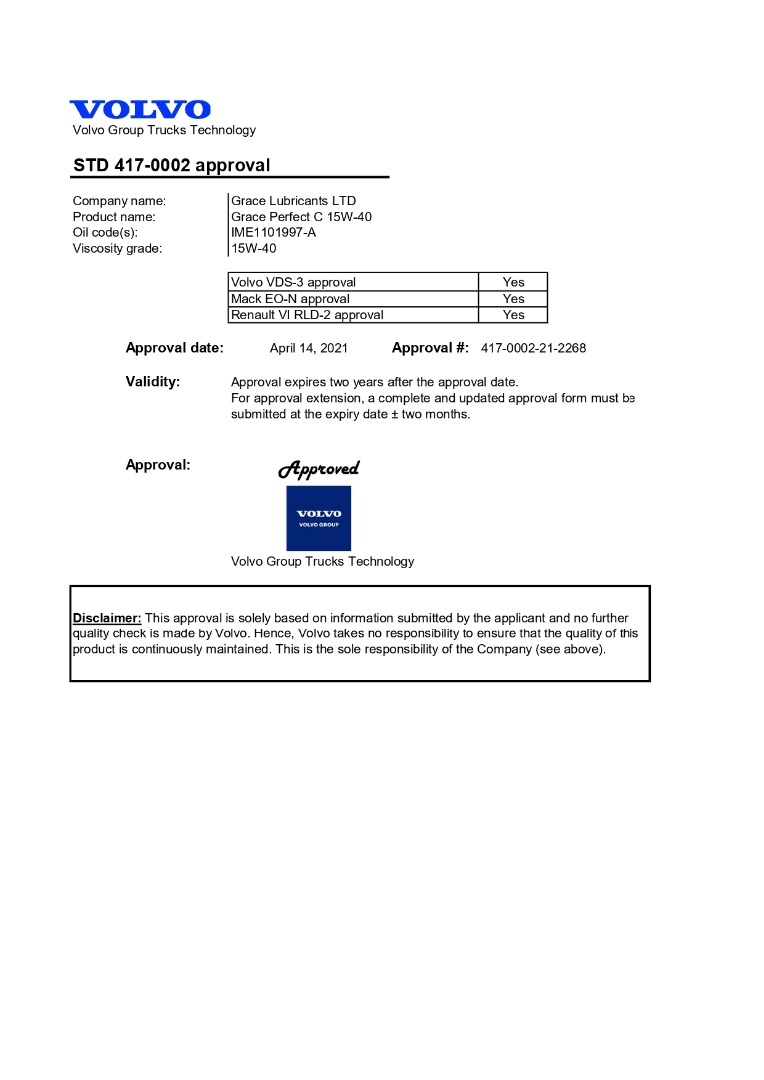 VOLVO
Volvo Group Trucks Technology
STD 417-0002 approval
Company name: Grace Lubricants LTD
Product name: Grace Perfect C 15W-40
Oil code(s): IME1101997-A
Viscosity grade: 15W-40
Volvo VDS-3 approval Yes
Mack EO-N approval Yes
Renault VI RLD-2 approval Yes
Approval date: April 14, 2021 Approval #: 417-0002-21-2268
Validity: Approval expires two years after the approval date.
For approval extension, a complete and updated approval form must be
submitted at the expiry date ± two months.
Approval: Approved
VOLVO
VOLVO GROUP
Volvo Group Trucks Technology
Disclaimer: This approval is solely based on information submitted by the applicant and no further
quality check is made by Volvo. Hence, Volvo takes no responsibility to ensure that the quality of this
product is continuously maintained. This is the sole responsibility of the Company (see above).